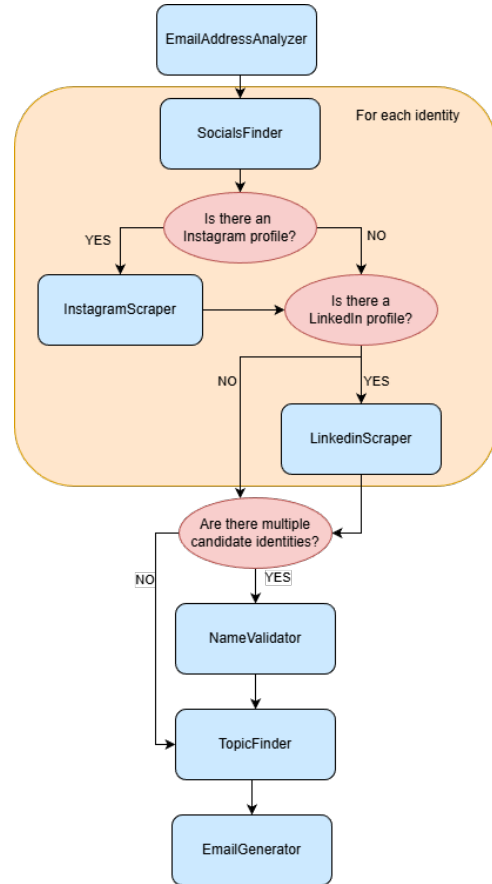 EmailAddressAnalyzer
For each identity
SocialsFinder
Is there an
Instagram profile?
YES
NO
InstagramScraper
Is there a
LinkedIn profile?
NO
YES
LinkedinScraper
Are there multiple
candidate identities?
NO
YES
NameValidator
TopicFinder
EmailGenerator